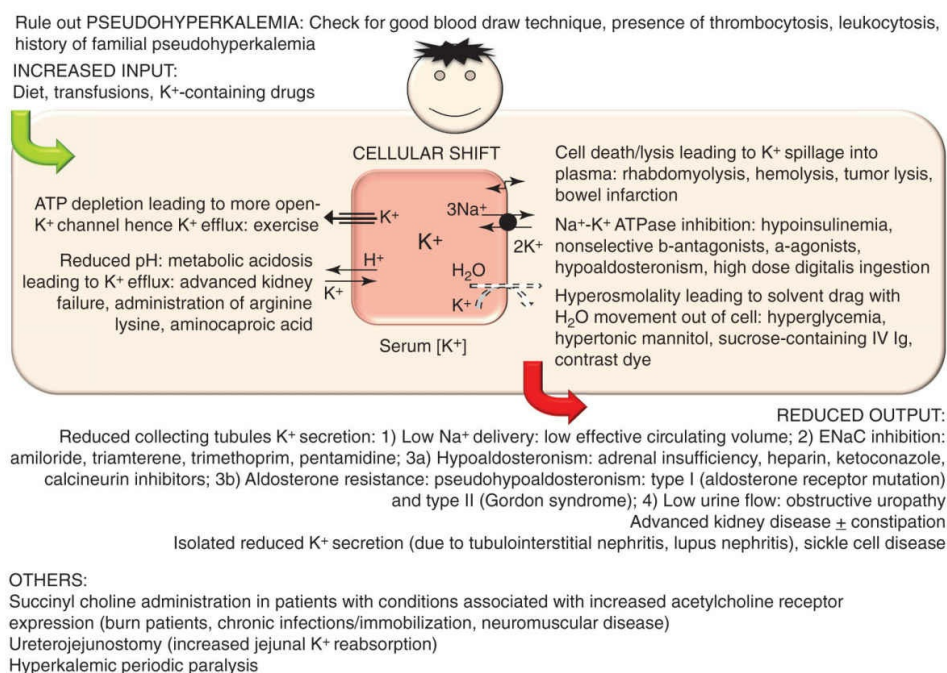 Rule out PSEUDOHYPERKALEMIA: Check for good blood draw technique, presence of thrombocytosis, leukocytosis,
history of familial pseudohyperkalemia
INCREASED INPUT:
Diet, transfusions, K⁺-containing drugs
CELLULAR SHIFT
ATP depletion leading to more open-
K⁺ channel hence K⁺ efflux: exercise
Reduced pH: metabolic acidosis
leading to K⁺ efflux: advanced kidney
failure, administration of arginine
lysine, aminocaproic acid
K⁺
H⁺
K⁺
K⁺
3Na⁺
2K⁺
H₂O
K⁺
Serum [K⁺]
Cell death/lysis leading to K⁺ spillage into
plasma: rhabdomyolysis, hemolysis, tumor lysis,
bowel infarction
Na⁺-K⁺ ATPase inhibition: hypoinsulinemia,
nonselective b-antagonists, a-agonists,
hypoaldosteronism, high dose digitalis ingestion
Hyperosmolality leading to solvent drag with
H₂O movement out of cell: hyperglycemia,
hypertonic mannitol, sucrose-containing IV Ig,
contrast dye
REDUCED OUTPUT:
Reduced collecting tubules K⁺ secretion: 1) Low Na⁺ delivery: low effective circulating volume; 2) ENaC inhibition:
amiloride, triamterene, trimethoprim, pentamidine; 3a) Hypoaldosteronism: adrenal insufficiency, heparin, ketoconazole,
calcineurin inhibitors; 3b) Aldosterone resistance: pseudohypoaldosteronism: type I (aldosterone receptor mutation)
and type II (Gordon syndrome); 4) Low urine flow: obstructive uropathy
Advanced kidney disease ± constipation
Isolated reduced K⁺ secretion (due to tubulointerstitial nephritis, lupus nephritis), sickle cell disease
OTHERS:
Succinyl choline administration in patients with conditions associated with increased acetylcholine receptor
expression (burn patients, chronic infections/immobilization, neuromuscular disease)
Ureterojejunostomy (increased jejunal K⁺ reabsorption)
Hyperkalemic periodic paralysis